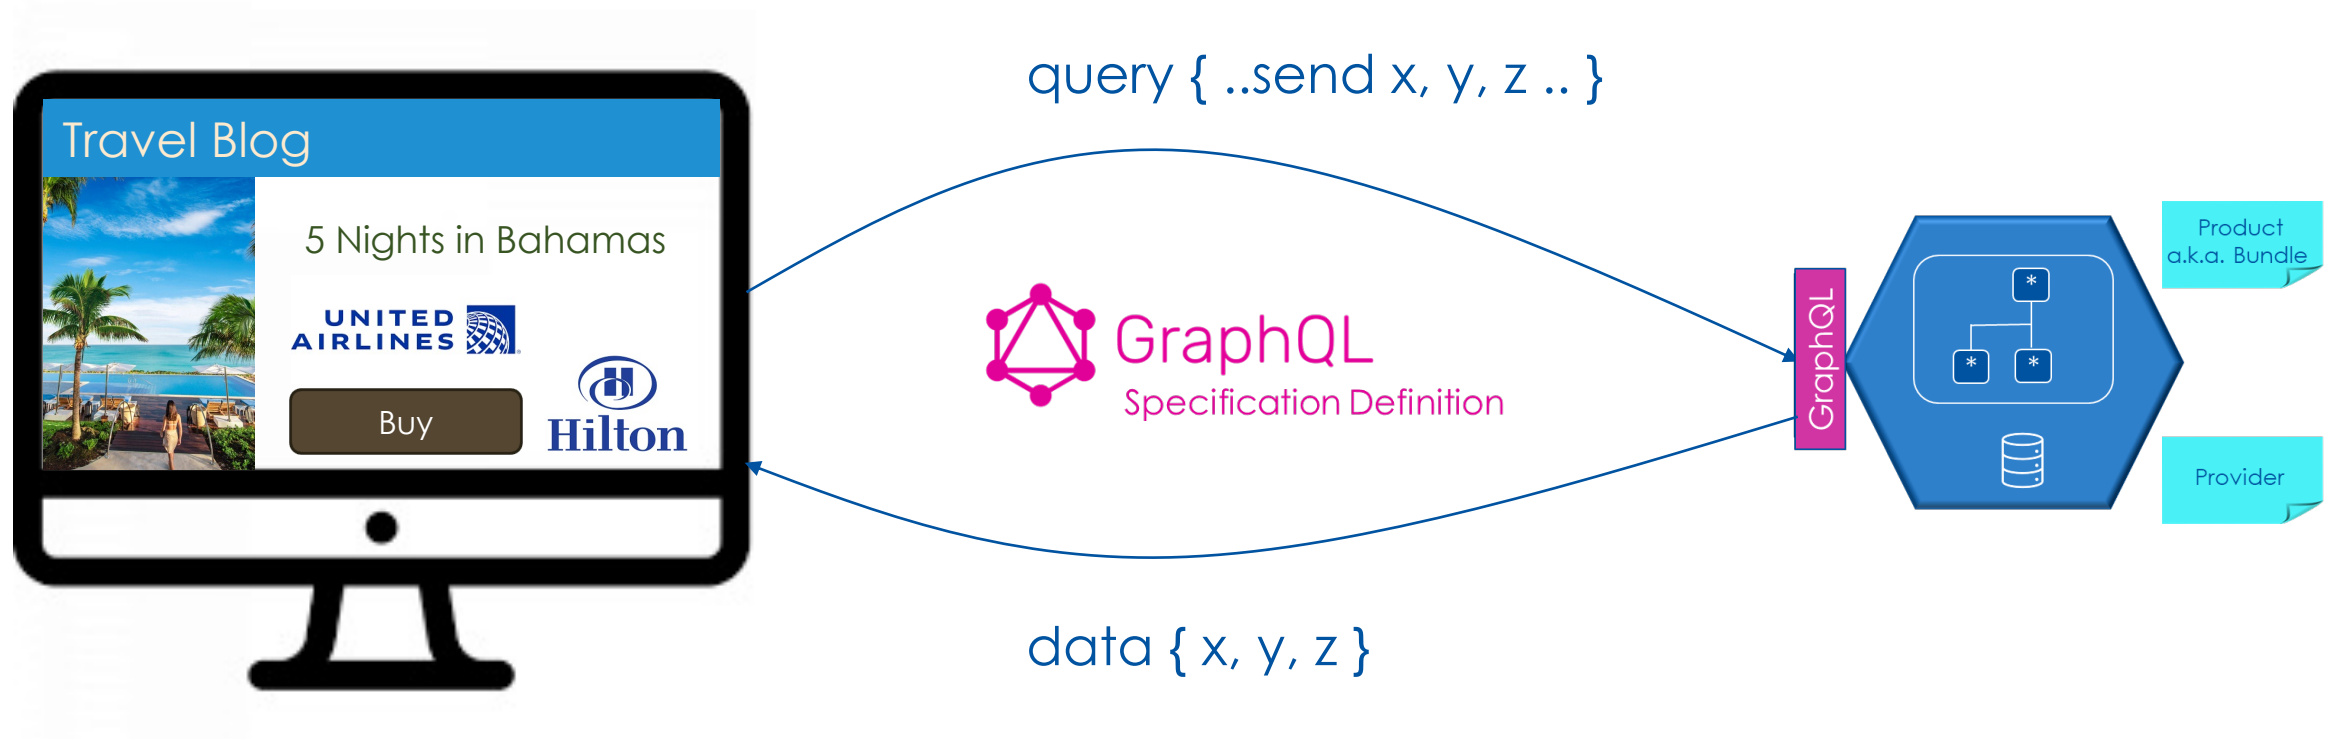 query { ..send x, y, z .. }
Travel Blog
5 Nights in Bahamas
UNITED
AIRLINES
Buy
Hilton
GraphQL
Specification Definition
GraphQL
*
*
*
Product
a.k.a. Bundle
Provider
data { x, y, z }